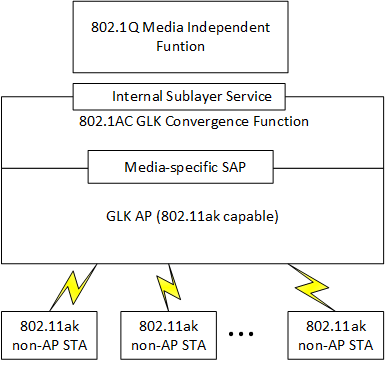 802.1Q Media Independent
Funtion
Internal Sublayer Service
802.1AC GLK Convergence Function
Media-specific SAP
GLK AP (802.11ak capable)
802.11ak
non-AP STA
802.11ak
non-AP STA
...
802.11ak
non-AP STA